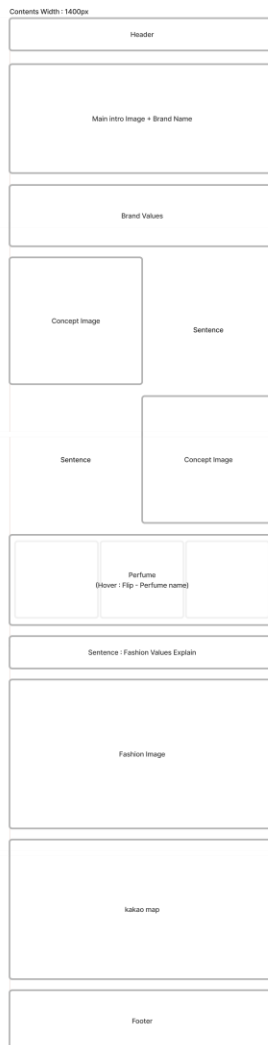 Contents Width : 1400px
Header
Main intro Image + Brand Name
Brand Values
Concept Image
Sentence
Sentence
Concept Image
Perfume
(Hover : Flip - Perfume name)
Sentence : Fashion Values Explain
Fashion Image
kakao map
Footer